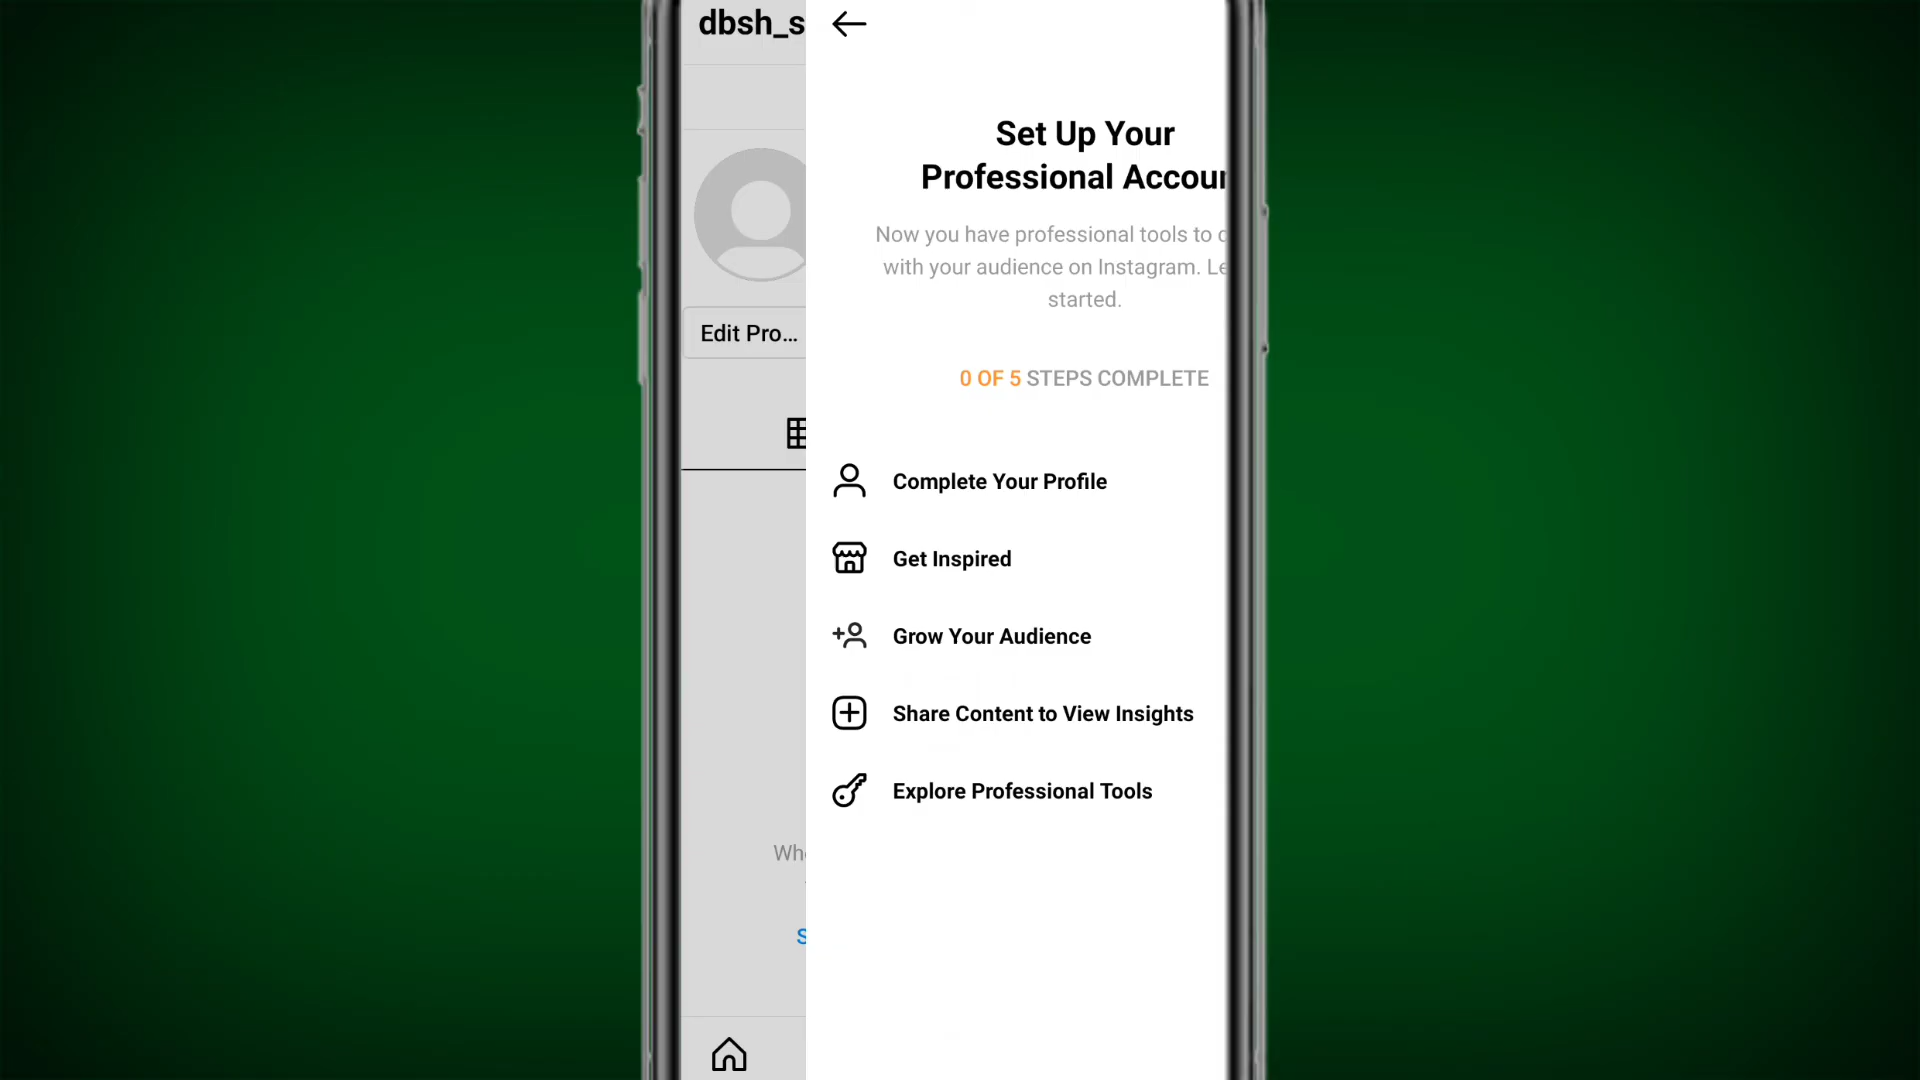 dbsh_s
Set Up Your
Professional Accour
Now you have professional tools to
with your audience on Instagram. Le
started.
Edit Pro...
0 OF 5 STEPS COMPLETE
Complete Your Profile
Get Inspired
Grow Your Audience
Share Content to View Insights
Explore Professional Tools
Who
S